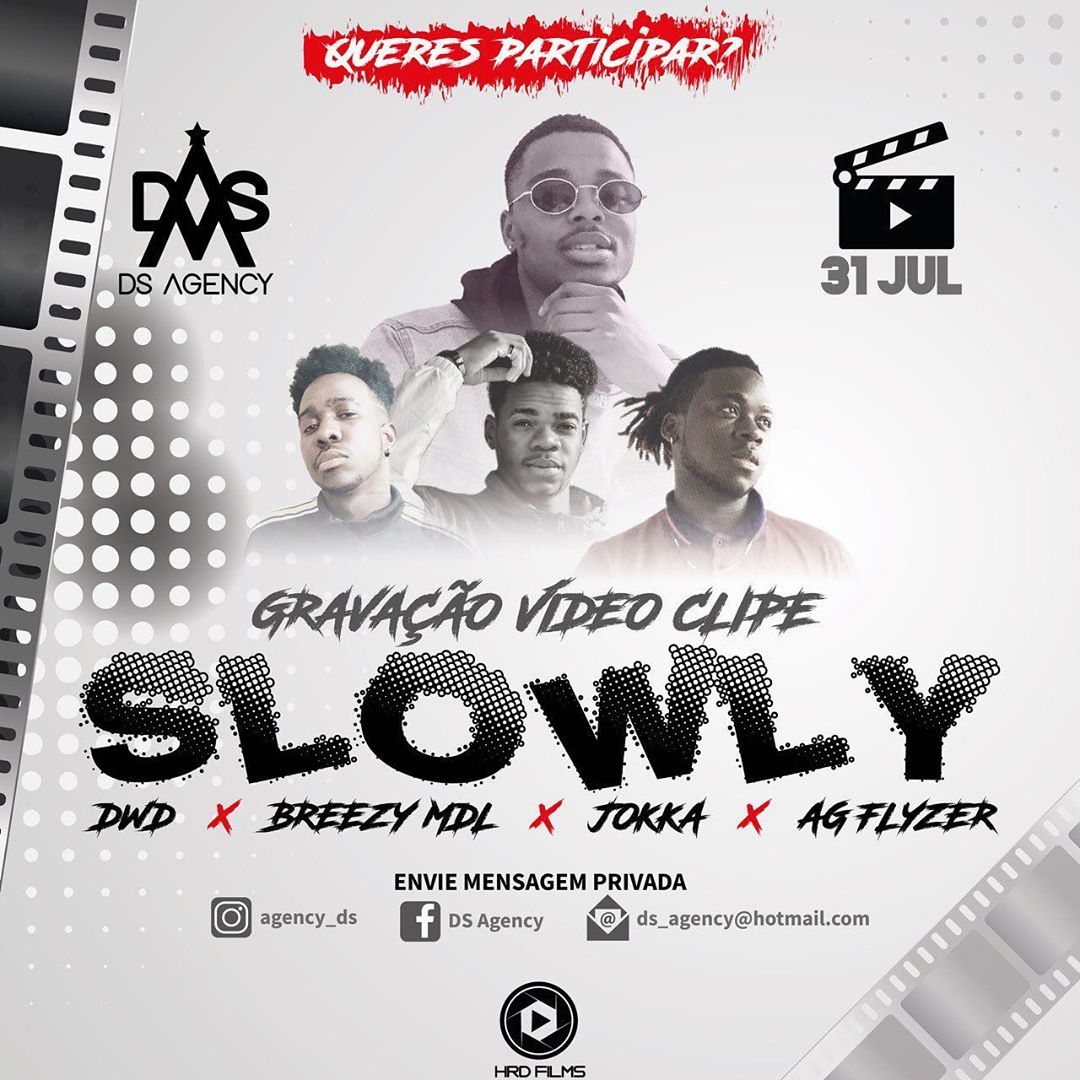 QUERES PARTICIPAR?
DS
DS AGENCY
31 JUL
GRAVAÇÃO VÍDEO CLIPE
SLOWLY
DWD X BREEZY MDL X JOKKA X AG FLYZER
ENVIE MENSAGEM PRIVADA
agency_ds DS Agency @ ds_agency@hotmail.com
HRD FILMS